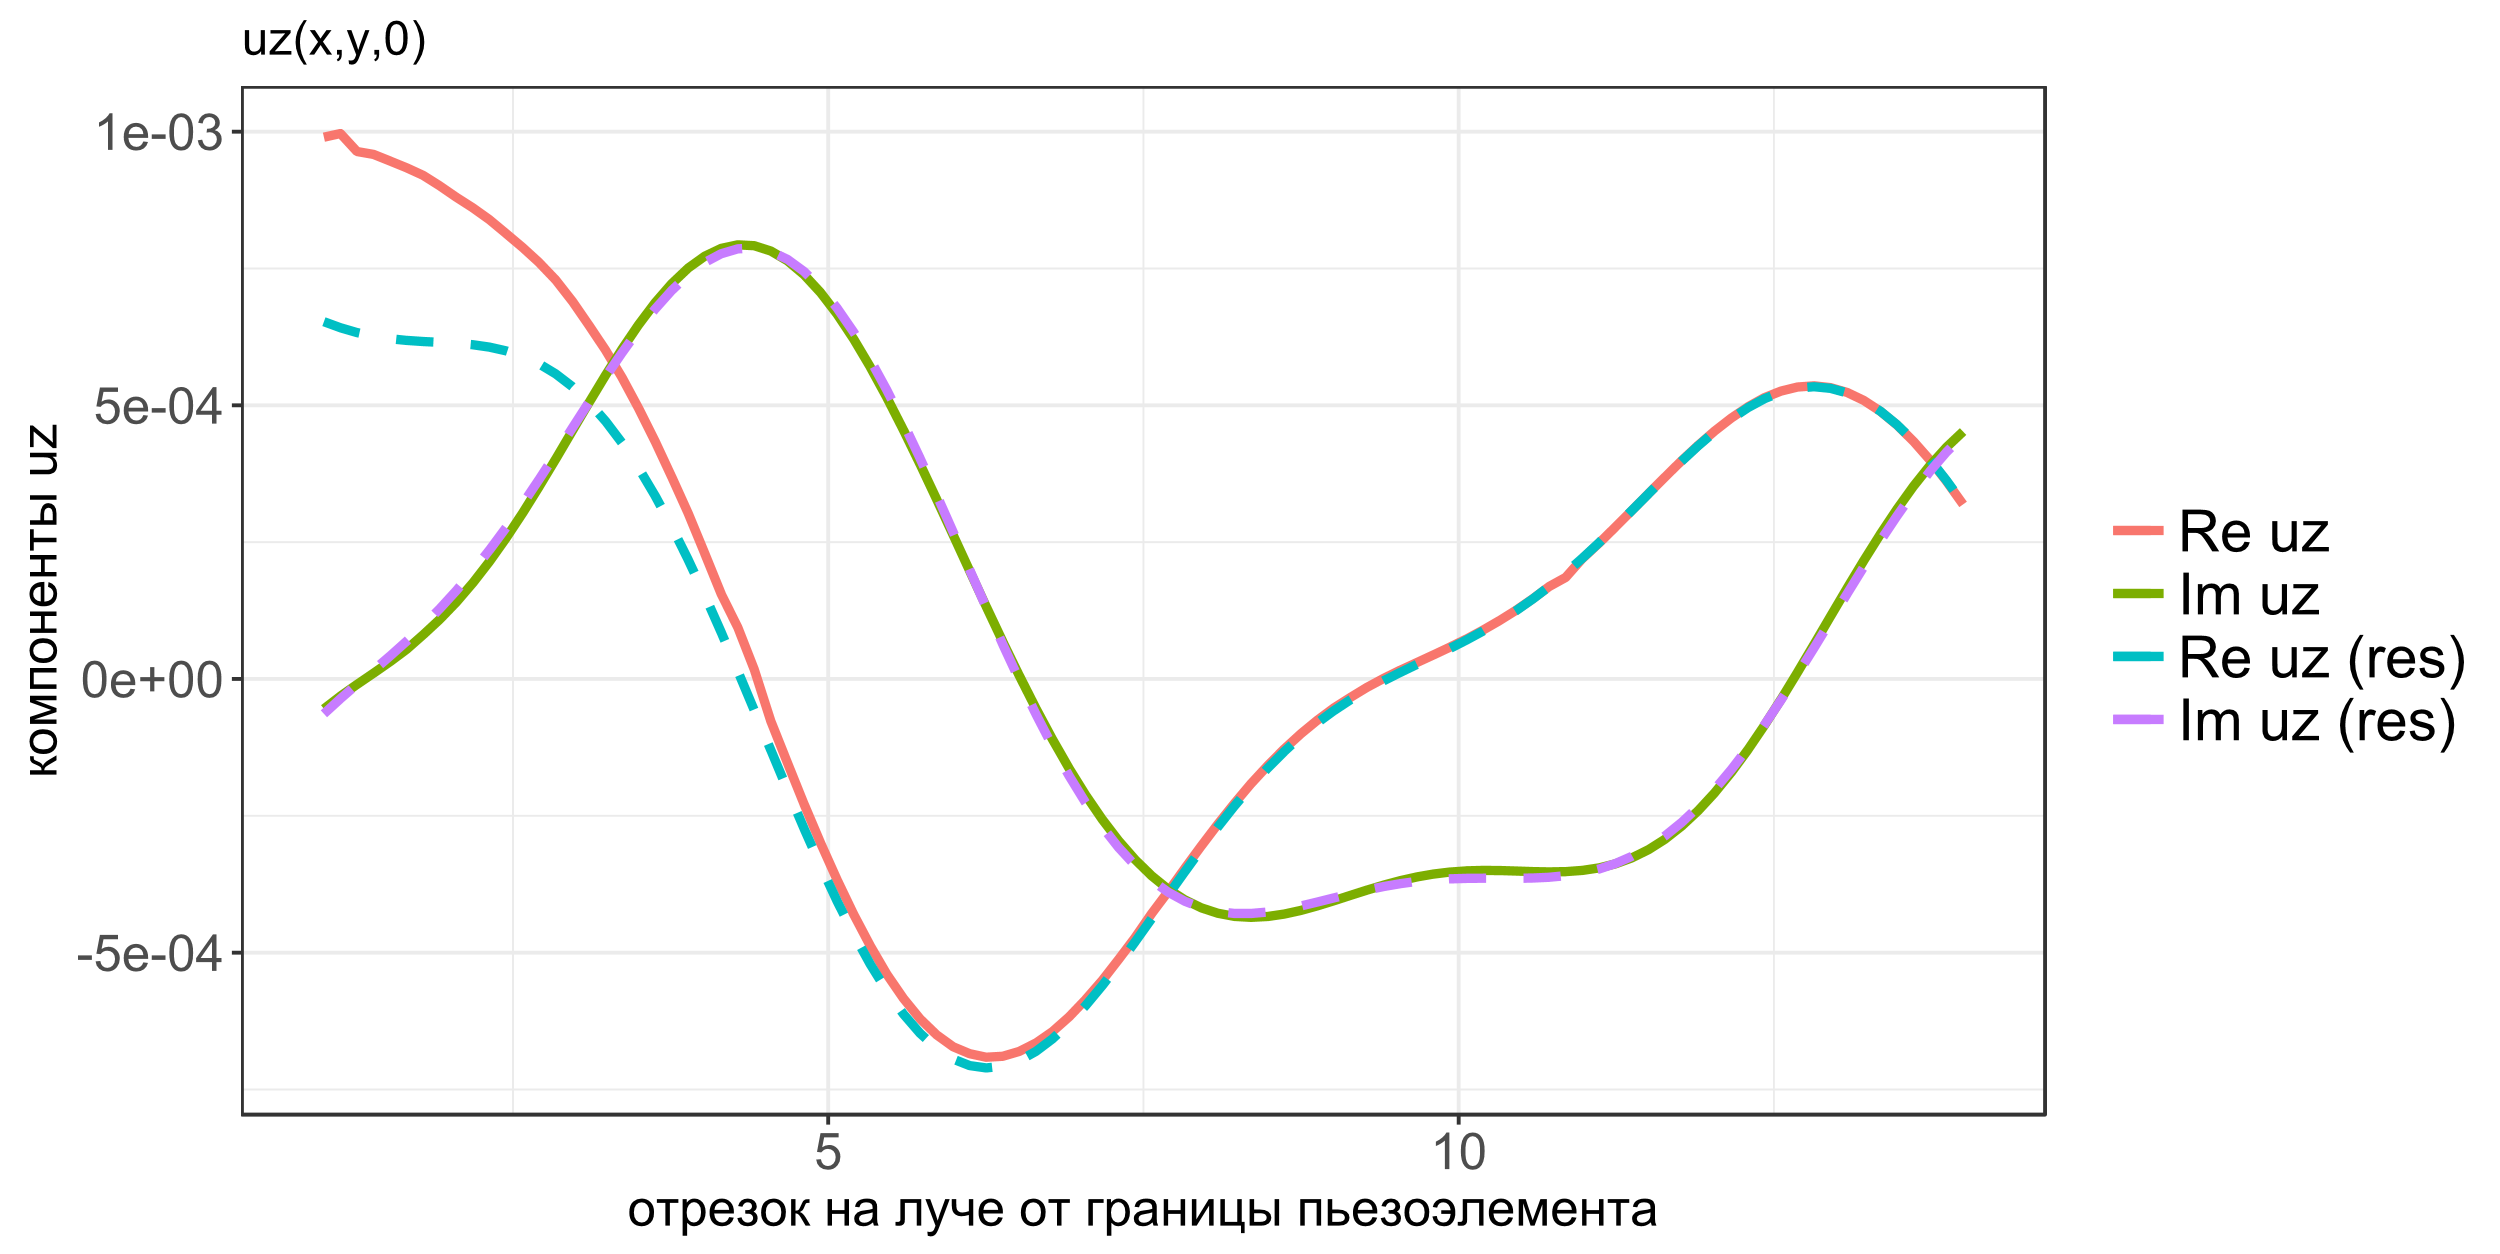 uz(x,y,0)
компоненты uz
1e-03
5e-04
0e+00
-5e-04
5
10
отрезок на луче от границы пьезоэлемента
Re uz
Im uz
Re uz (res)
Im uz (res)